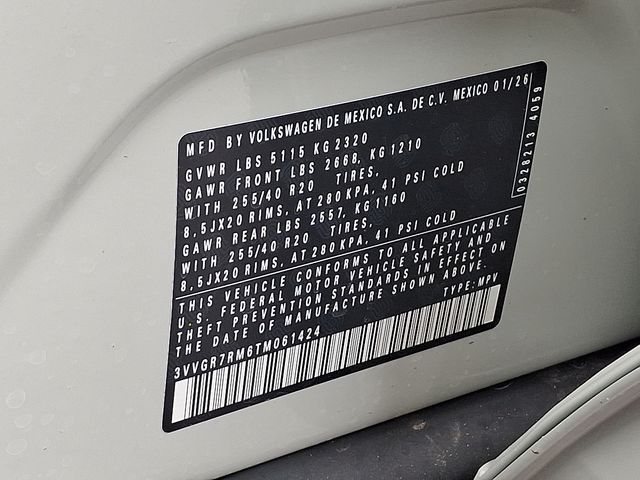 MFD BY VOLKSWAGEN DE MEXICO S.A. DE C.V. MEXICO 01/26
GVWR LBS 5115 KG 2320
GAWR FRONT LBS 2668, KG 1210
WITH 255/40 R20 TIRES,
8,5JX20 RIMS, AT 280 KPA, 41 PSI COLD
GAWR REAR LBS 2557, KG 1160
WITH 255/40 R20 TIRES,
8,5JX20 RIMS, AT 280 KPA, 41 PSI COLD
THIS VEHICLE CONFORMS TO ALL APPLICABLE
U.S. FEDERAL MOTOR VEHICLE SAFETY AND
THEFT PREVENTION STANDARDS IN EFFECT ON
THE DATE OF MANUFACTURE SHOWN ABOVE.
3VVGR7RM6TM061424 TYPE: MPV
0328213 4059